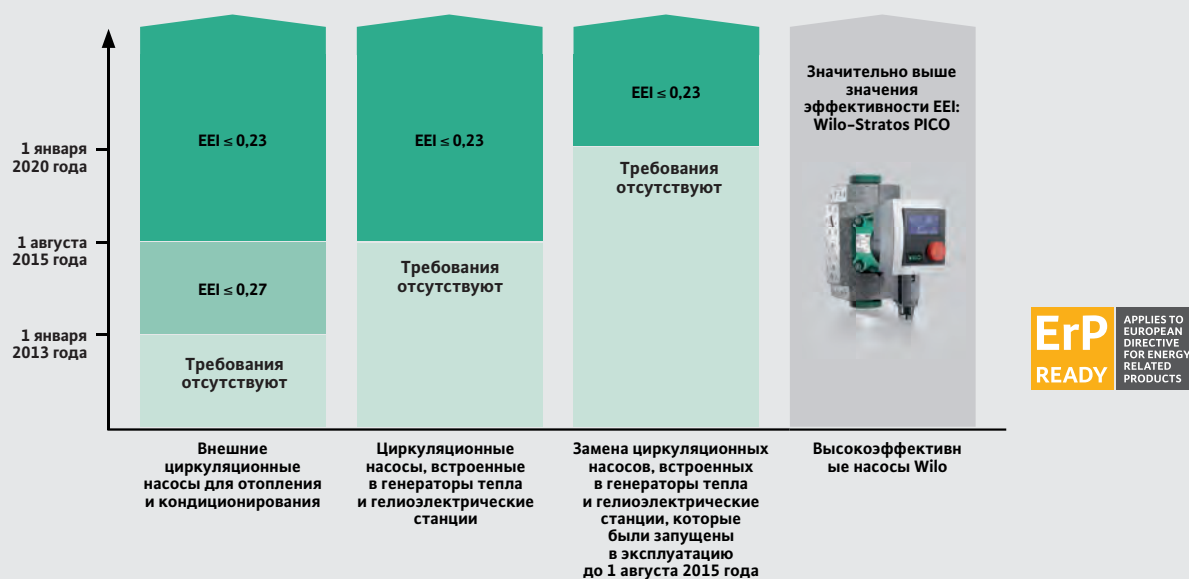 EEI ≤ 0,23
EEI ≤ 0,23
EEI ≤ 0,23
Значительно выше
значения
эффективности EEI:
Wilo-Stratos PICO
1 января
2020 года
Требования
отсутствуют
1 августа
2015 года
Требования
отсутствуют
EEI ≤ 0,27
1 января
2013 года
Требования
отсутствуют
wilo
ErP
READY
APPLIES TO
EUROPEAN
DIRECTIVE
FOR ENERGY
RELATED
PRODUCTS
Внешние
циркуляционные
насосы для отопления
и кондиционирования
Циркуляционные
насосы, встроенные
в генераторы тепла
и гелиоэлектрические
станции
Замена циркуляционных
насосов, встроенных
в генераторы тепла
и гелиоэлектрические
станции, которые
были запущены
в эксплуатацию
до 1 августа 2015 года
Высокоэффективн
ые насосы Wilo